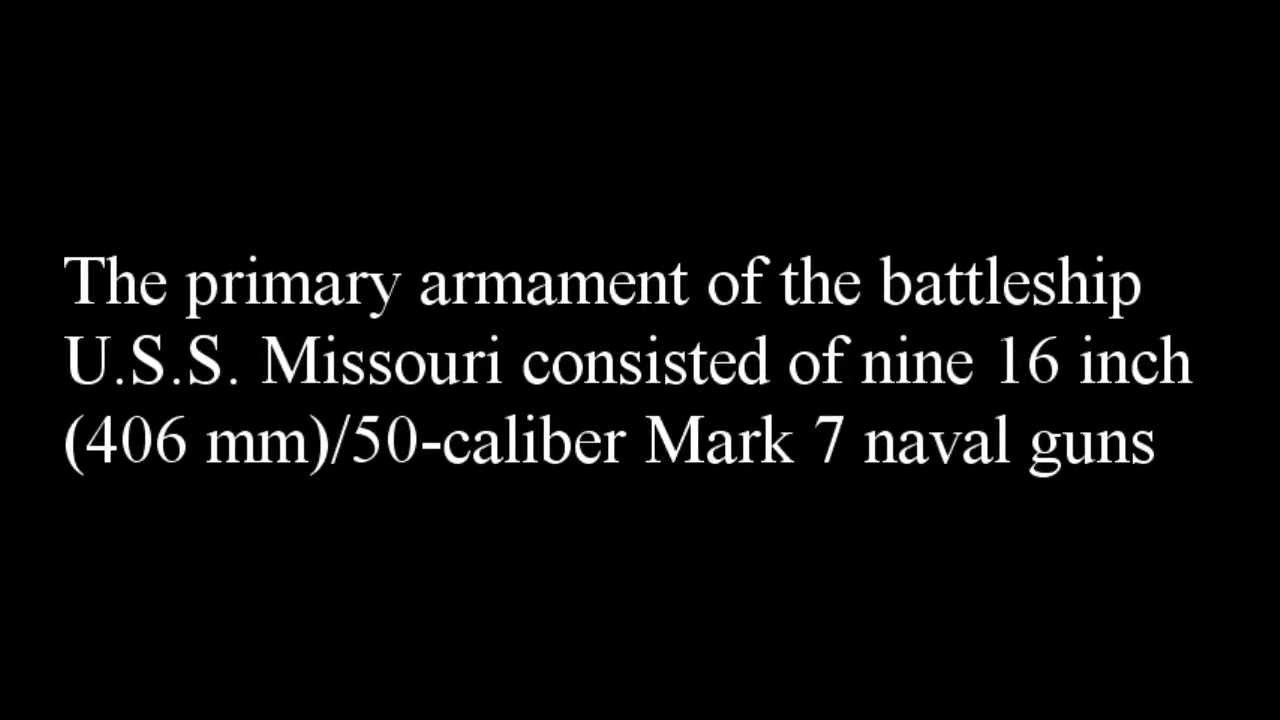 The primary armament of the battleship
U.S.S. Missouri consisted of nine 16 inch
(406 mm)/50-caliber Mark 7 naval guns